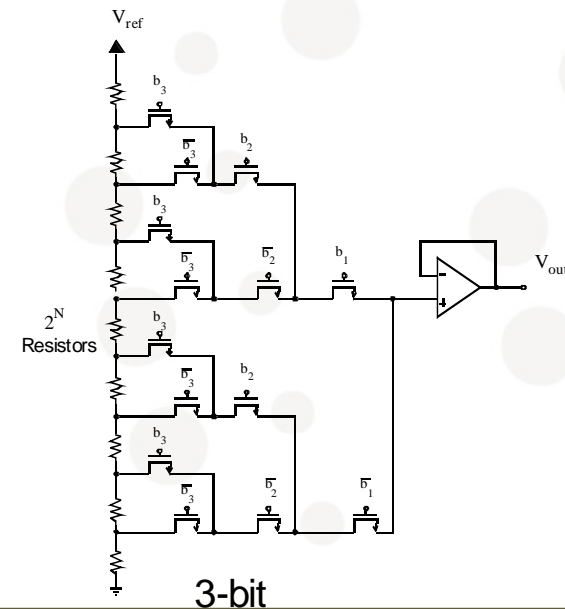 V_ref
b_3
b̅_3
b_2
b_3
b̅_3
b̅_2
b_1
V_out
2^N
Resistors
b_3
b̅_3
b_2
b_3
b̅_3
b̅_2
b̅_1
3-bit